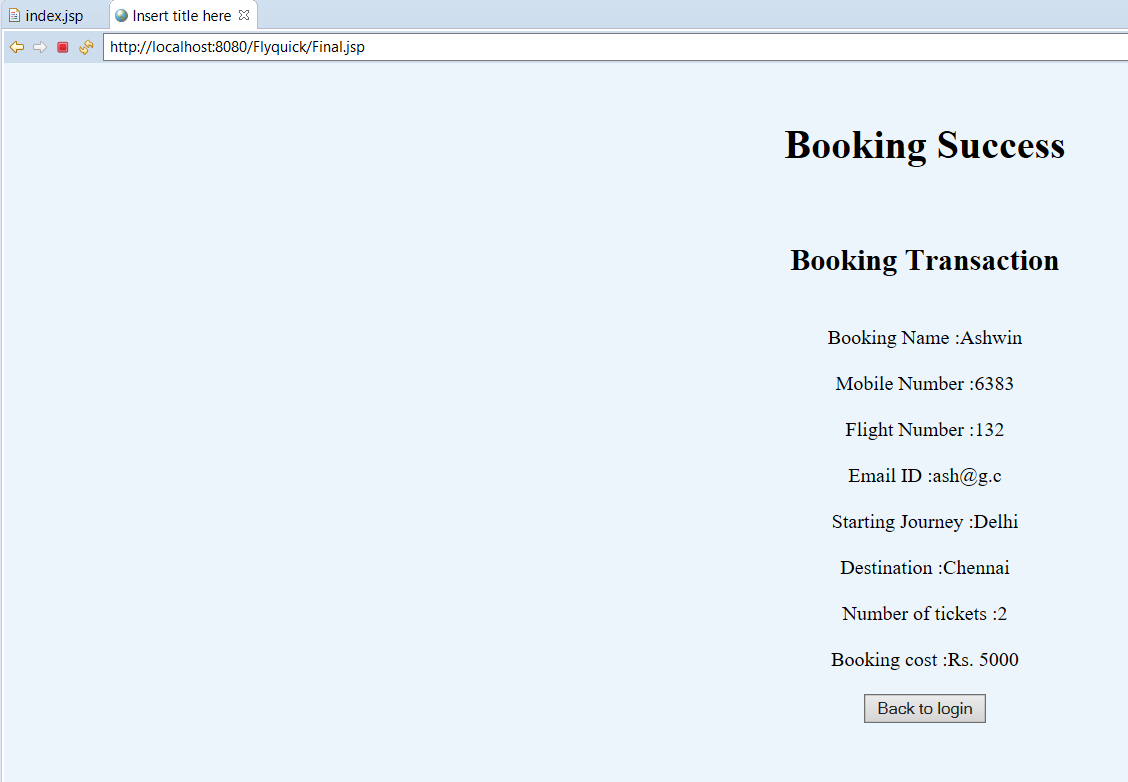 index.jsp
Insert title here
http://localhost:8080/Flyquick/Final.jsp
Booking Success
Booking Transaction
Booking Name :Ashwin
Mobile Number :6383
Flight Number :132
Email ID :ash@g.c
Starting Journey :Delhi
Destination :Chennai
Number of tickets :2
Booking cost :Rs. 5000
Back to login